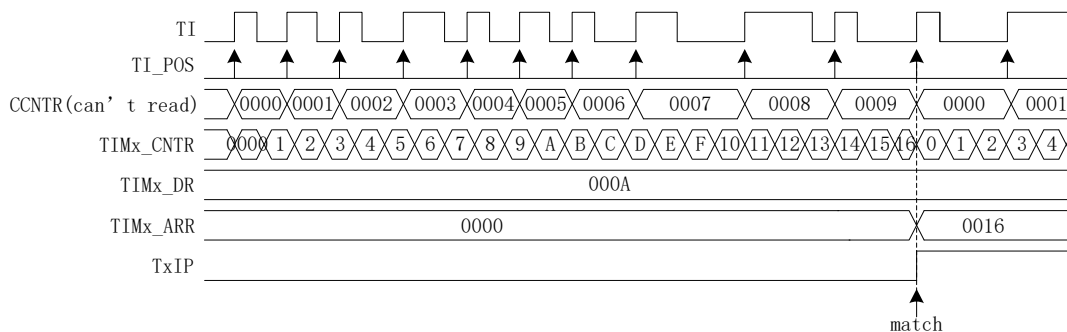 TI
TI_POS
CCNTR(can't read) 0000 0001 0002 0003 0004 0005 0006 0007 0008 0009 0000 0001
TIMx_CNTR 0000 1 2 3 4 5 6 7 8 9 A B C D E F 10 11 12 13 14 15 16 0 1 2 3 4
TIMx_DR 000A
TIMx_ARR 0000 0016
TxIP
match